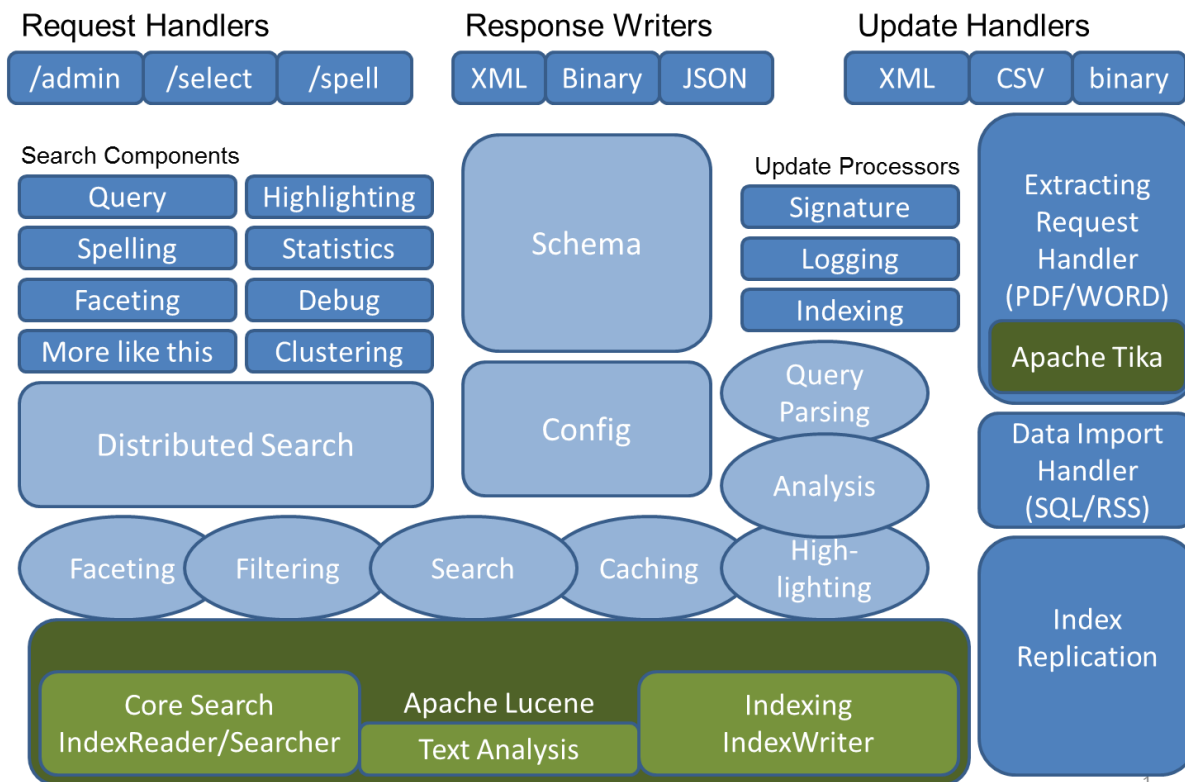 Request Handlers
Response Writers
Update Handlers
/admin
/select
/spell
XML
Binary
JSON
XML
CSV
binary
Search Components
Query
Highlighting
Spelling
Statistics
Faceting
Debug
More like this
Clustering
Distributed Search
Schema
Config
Update Processors
Signature
Logging
Indexing
Query
Parsing
Analysis
High-
lighting
Extracting
Request
Handler
(PDF/WORD)
Apache Tika
Data Import
Handler
(SQL/RSS)
Index
Replication
Faceting
Filtering
Search
Caching
Core Search
IndexReader/Searcher
Apache Lucene
Text Analysis
Indexing
IndexWriter
1